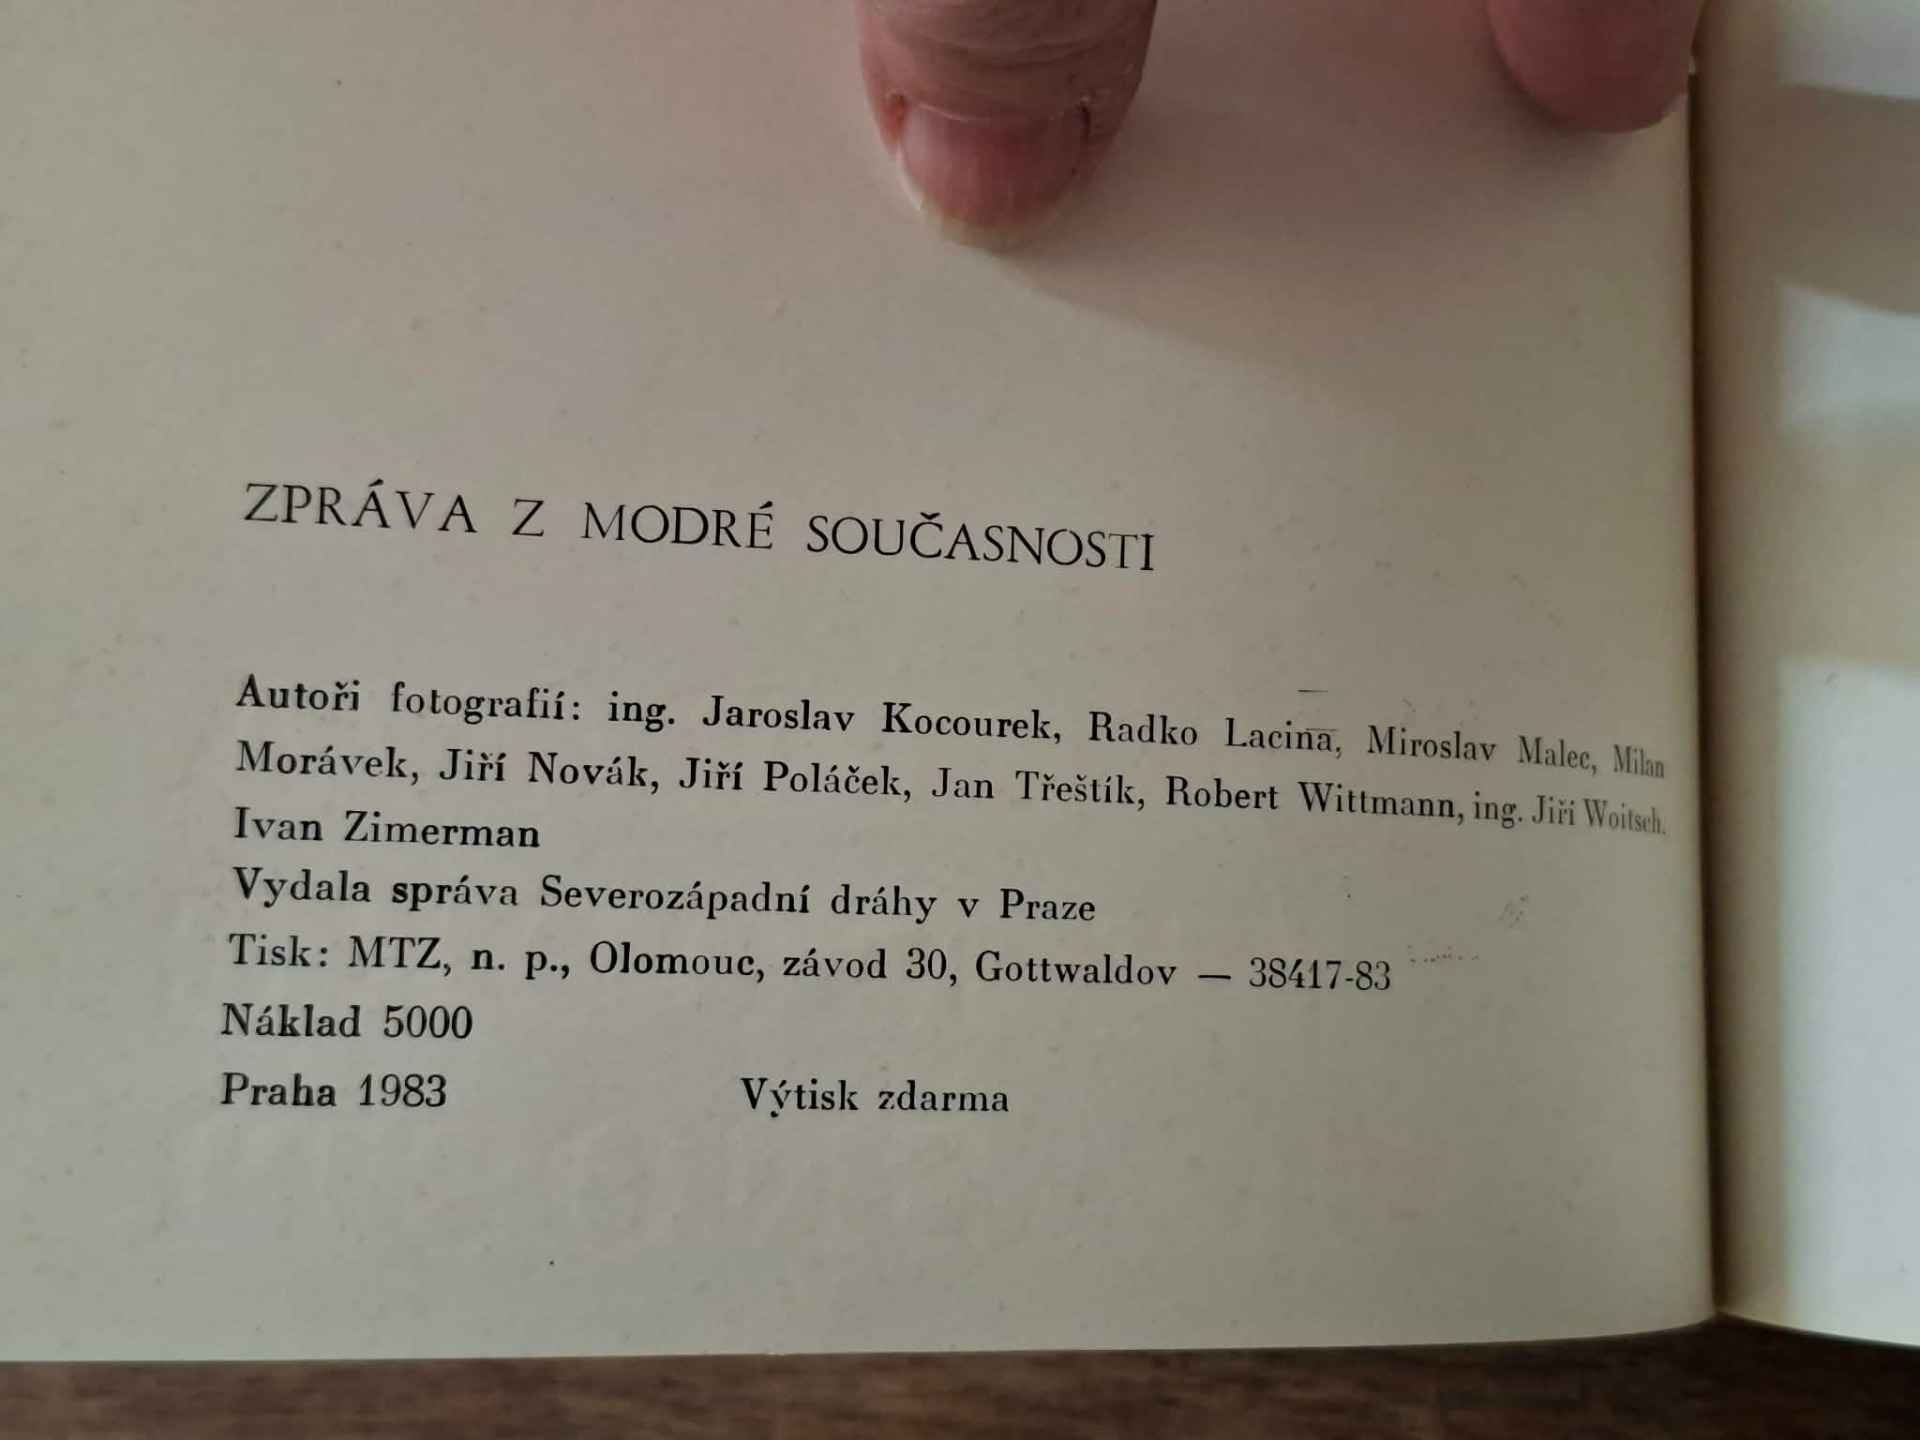 ZPRÁVA Z MODRÉ SOUČASNOSTI
Autoři fotografií: ing. Jaroslav Kocourek, Radko Lacina, Miroslav Malec, Milan
Morávek, Jiří Novák, Jiří Poláček, Jan Třeštík, Robert Wittmann, ing. Jiří Woitsch,
Ivan Zimerman
Vydala správa Severozápadní dráhy v Praze
Tisk: MTZ, n. p., Olomouc, závod 30, Gottwaldov — 38417-83
Náklad 5000
Praha 1983 Výtisk zdarma